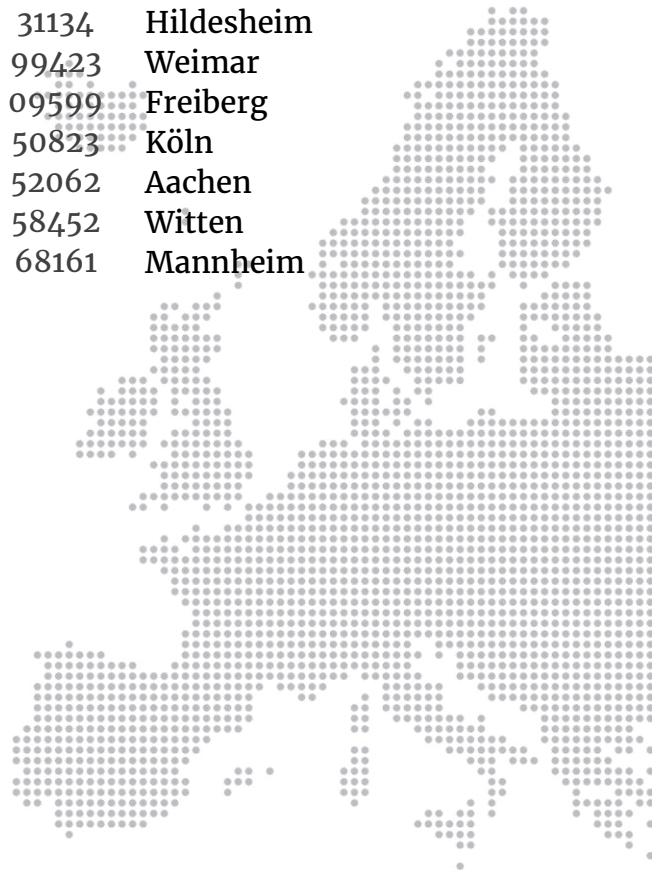 31134 Hildesheim
99423 Weimar
09599 Freiberg
50823 Köln
52062 Aachen
58452 Witten
68161 Mannheim